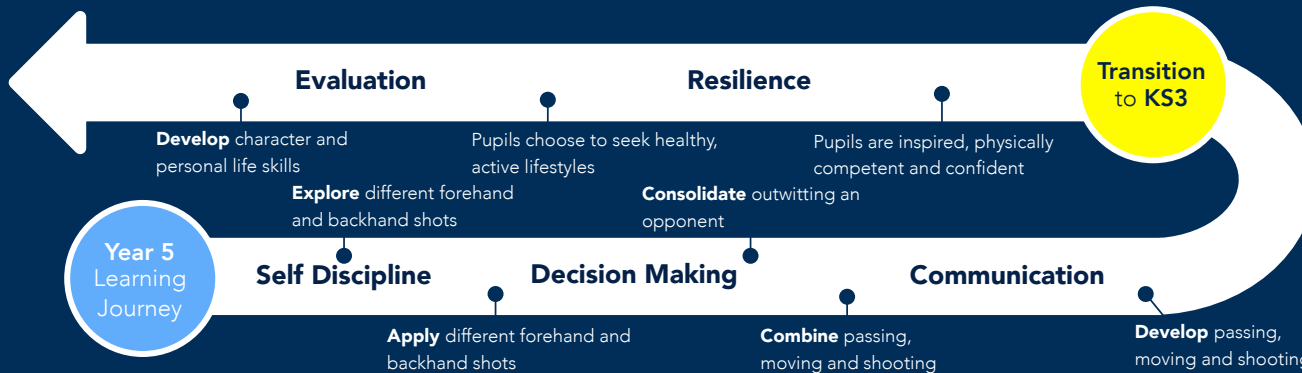 Evaluation
Resilience
Transition
to KS3
Develop character and
personal life skills
Pupils choose to seek healthy,
active lifestyles
Pupils are inspired, physically
competent and confident
Explore different forehand
and backhand shots
Consolidate outwitting an
opponent
Year 5
Learning
Journey
Self Discipline
Decision Making
Communication
Apply different forehand and
backhand shots
Combine passing,
moving and shooting
Develop passing,
moving and shooting